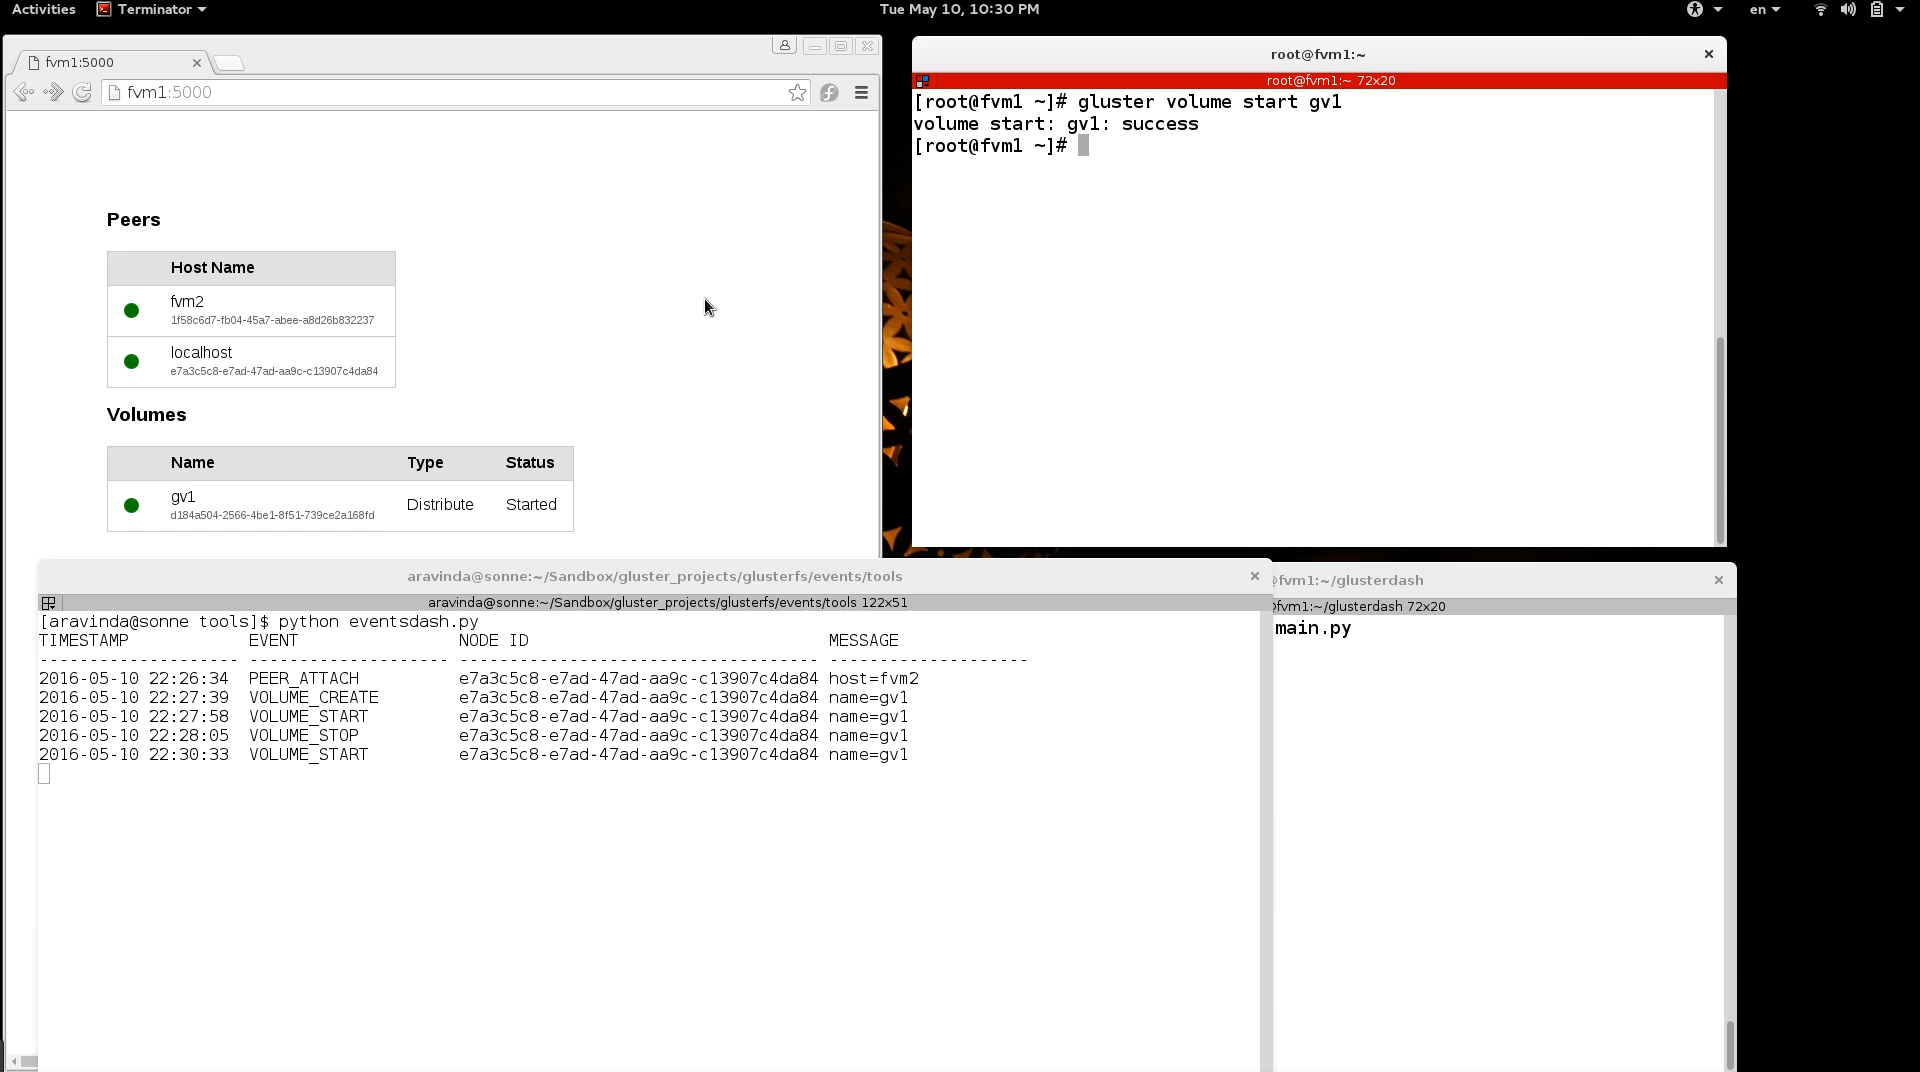 Activities Terminator Tue May 10, 10:30 PM en
fvm1:5000
fvm1:5000
Peers
Host Name
fvm2
1f58c6d7-fb04-45a7-abee-a8d26b832237
localhost
e7a3c5c8-e7ad-47ad-aa9c-c13907c4da84
Volumes
Name Type Status
gv1
d184a504-2566-4be1-8f51-739ce2a168fd
Distribute Started
root@fvm1:~
root@fvm1:~ 72x20
[root@fvm1 ~]# gluster volume start gv1
volume start: gv1: success
[root@fvm1 ~]#
aravinda@sonne:~/Sandbox/gluster_projects/glusterfs/events/tools
aravinda@sonne:~/Sandbox/gluster_projects/glusterfs/events/tools 122x51
[aravinda@sonne tools]$ python eventsdash.py
TIMESTAMP EVENT NODE ID MESSAGE
-------------------- -------------------- ------------------------------------ --------------------
2016-05-10 22:26:34 PEER_ATTACH e7a3c5c8-e7ad-47ad-aa9c-c13907c4da84 host=fvm2
2016-05-10 22:27:39 VOLUME_CREATE e7a3c5c8-e7ad-47ad-aa9c-c13907c4da84 name=gv1
2016-05-10 22:27:58 VOLUME_START e7a3c5c8-e7ad-47ad-aa9c-c13907c4da84 name=gv1
2016-05-10 22:28:05 VOLUME_STOP e7a3c5c8-e7ad-47ad-aa9c-c13907c4da84 name=gv1
2016-05-10 22:30:33 VOLUME_START e7a3c5c8-e7ad-47ad-aa9c-c13907c4da84 name=gv1
@fvm1:~/glusterdash
@fvm1:~/glusterdash 72x20
main.py